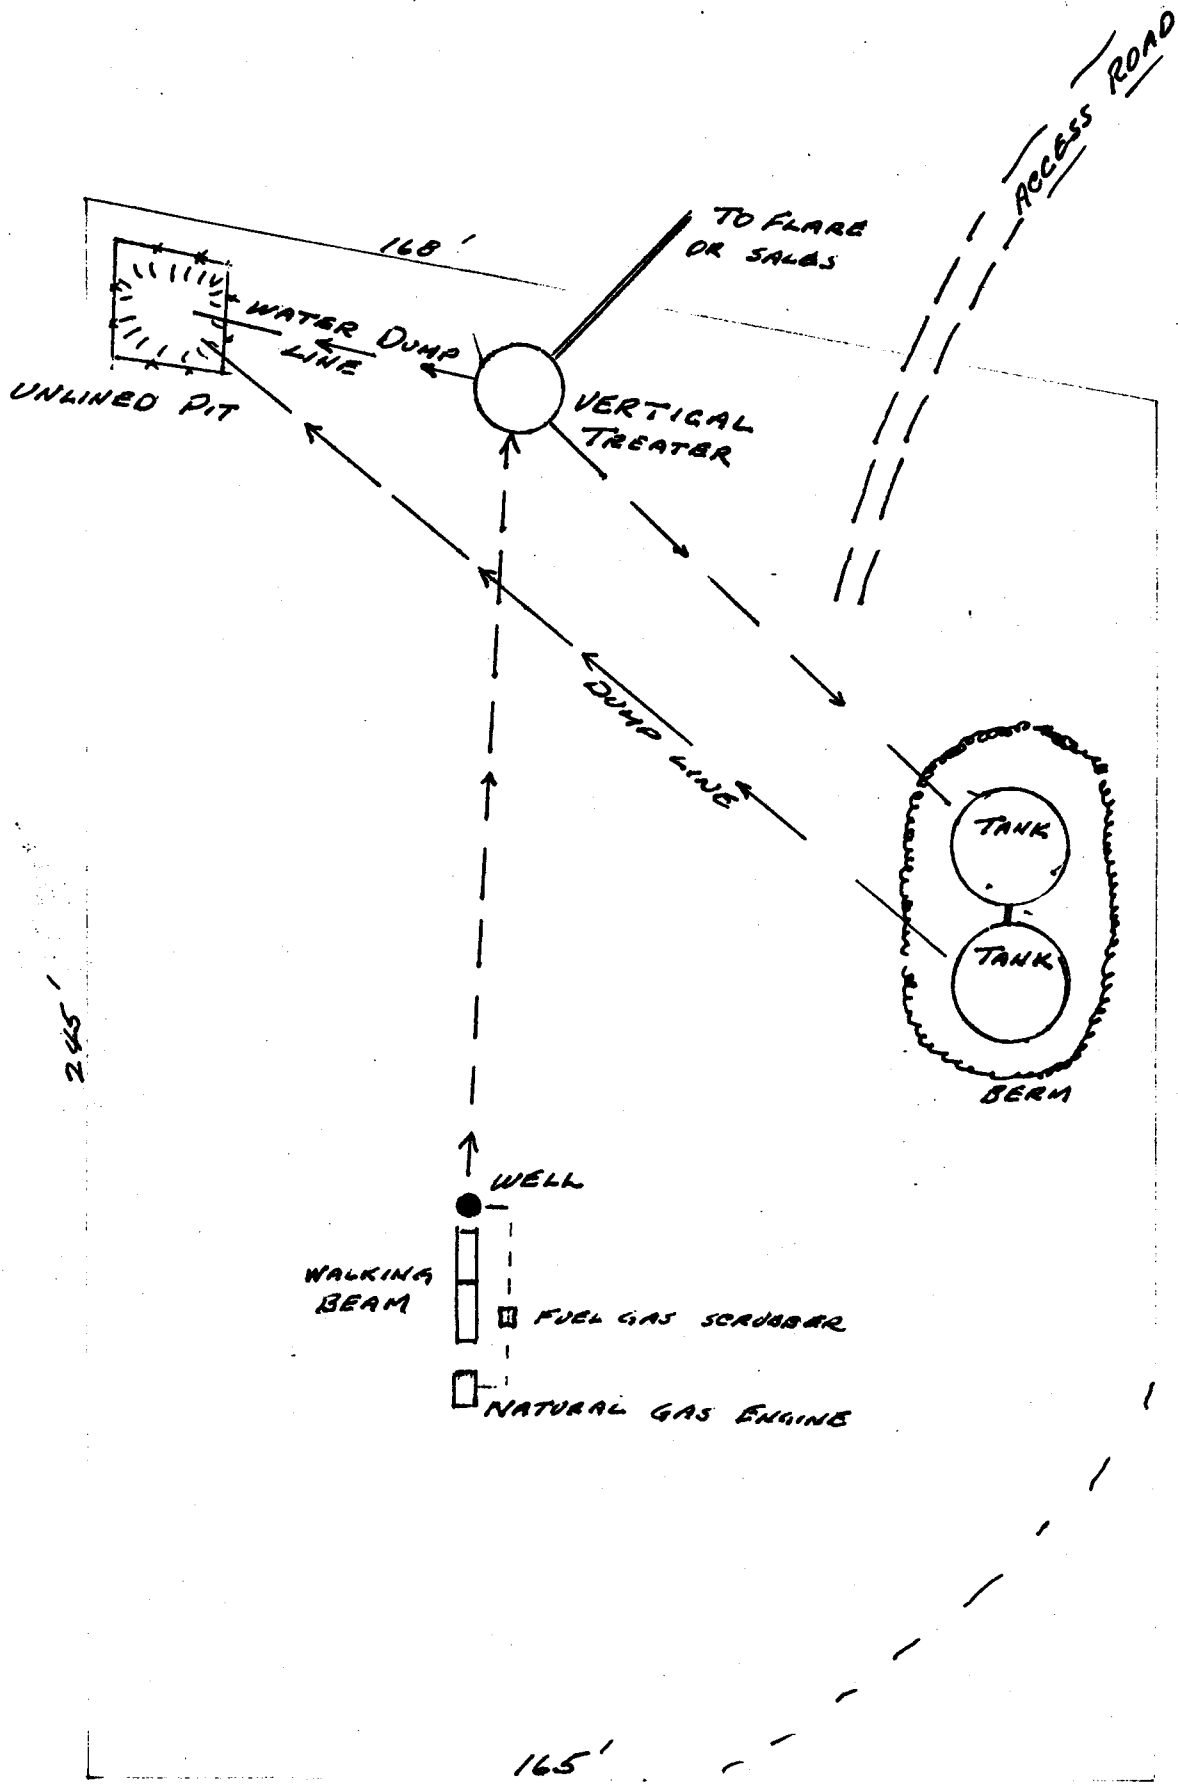 ACCESS ROAD
TO FLARE
OR SALES
168'
WATER DUMP
LINE
UNLINED PIT
VERTICAL
TREATER
DUMP LINE
TANK
TANK
BERM
245'
WELL
WALKING
BEAM
FUEL GAS SCRUBBER
NATURAL GAS ENGINE
165'